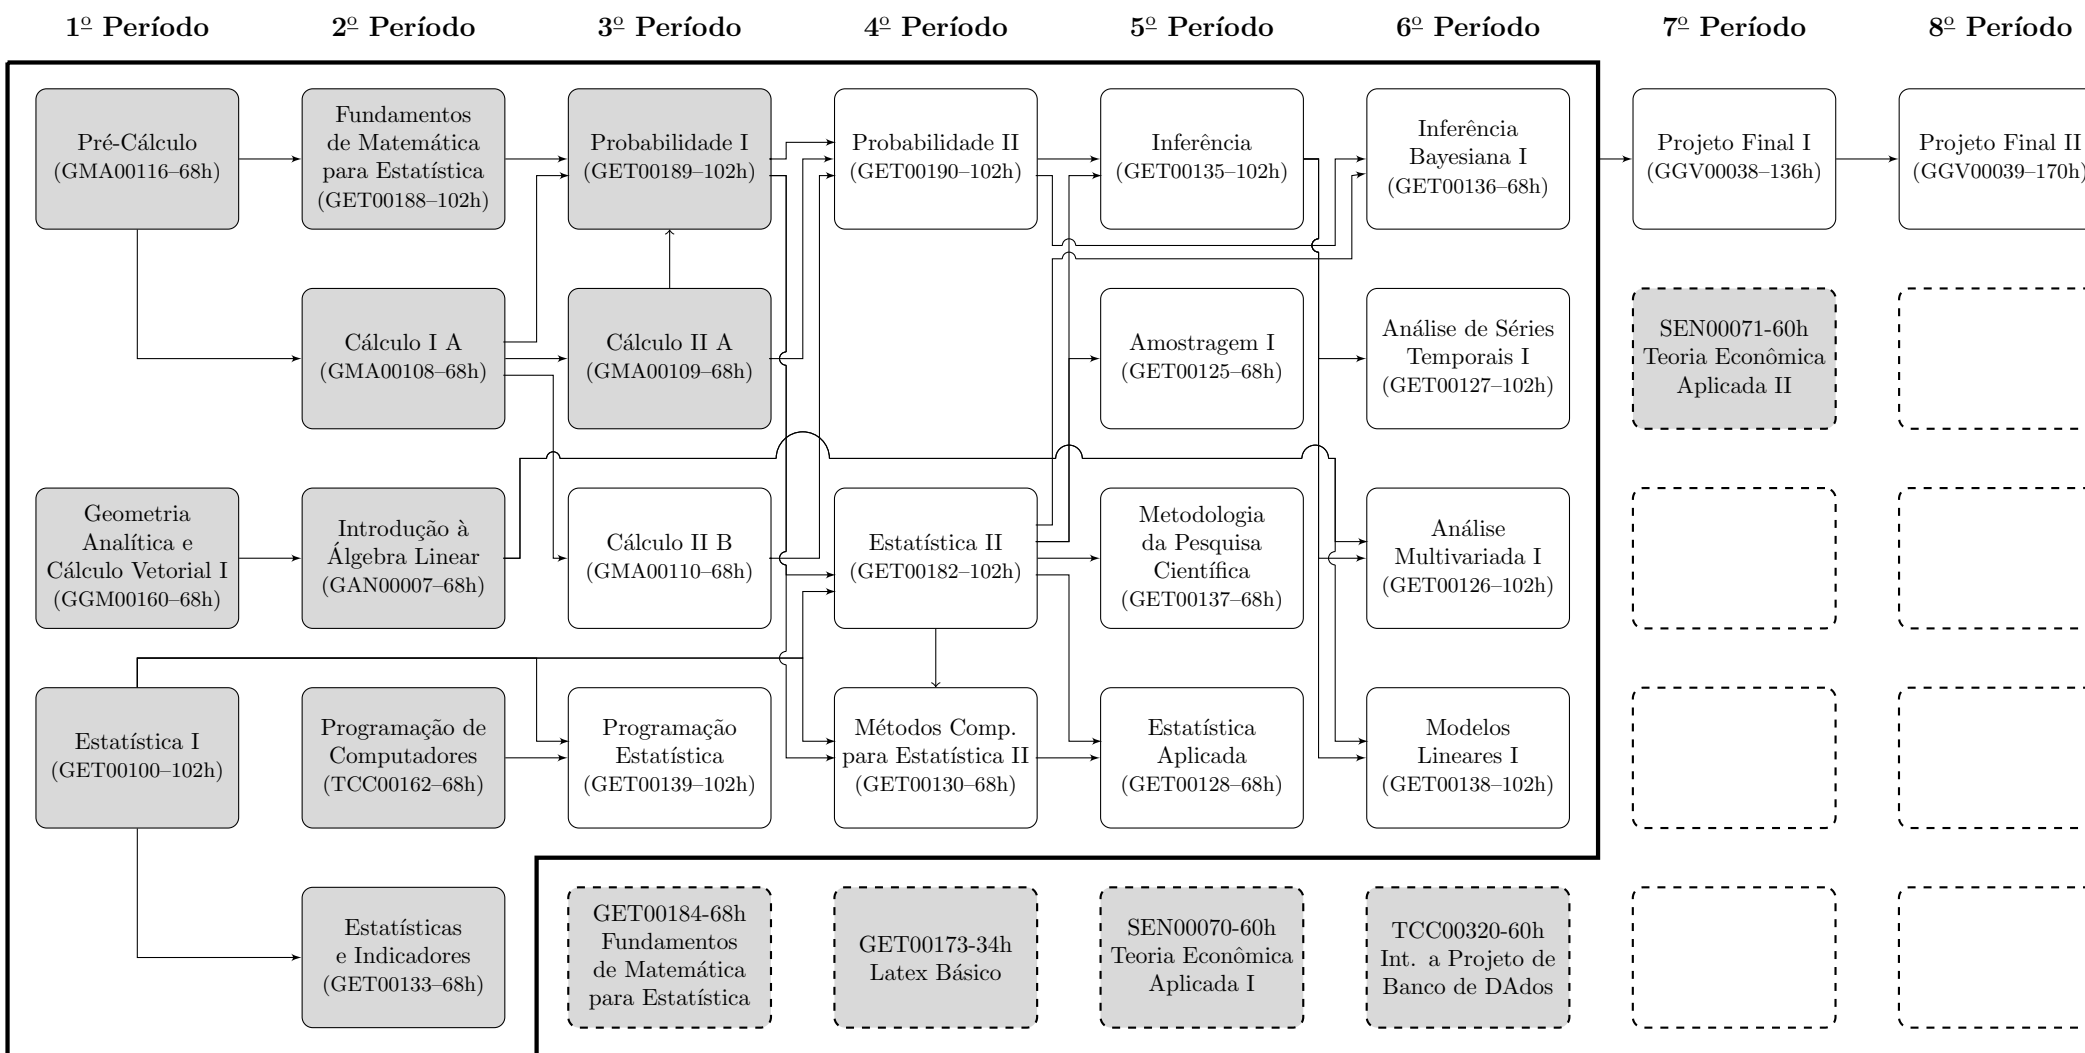 1º Período
2º Período
3º Período
4º Período
5º Período
6º Período
7º Período
8º Período
Pré-Cálculo
(GMA00116–68h)
Fundamentos
de Matemática
para Estatística
(GET00188–102h)
Probabilidade I
(GET00189–102h)
Probabilidade II
(GET00190–102h)
Inferência
(GET00135–102h)
Inferência
Bayesiana I
(GET00136–68h)
Projeto Final I
(GGV00038–136h)
Projeto Final II
(GGV00039–170h)
Cálculo I A
(GMA00108–68h)
Cálculo II A
(GMA00109–68h)
Amostragem I
(GET00125–68h)
Análise de Séries
Temporais I
(GET00127–102h)
SEN00071-60h
Teoria Econômica
Aplicada II
Geometria
Analítica e
Cálculo Vetorial I
(GGM00160–68h)
Introdução à
Álgebra Linear
(GAN00007–68h)
Cálculo II B
(GMA00110–68h)
Estatística II
(GET00182–102h)
Metodologia
da Pesquisa
Científica
(GET00137–68h)
Análise
Multivariada I
(GET00126–102h)
Estatística I
(GET00100–102h)
Programação de
Computadores
(TCC00162–68h)
Programação
Estatística
(GET00139–102h)
Métodos Comp.
para Estatística II
(GET00130–68h)
Estatística
Aplicada
(GET00128–68h)
Modelos
Lineares I
(GET00138–102h)
Estatísticas
e Indicadores
(GET00133–68h)
GET00184-68h
Fundamentos
de Matemática
para Estatística
GET00173-34h
Latex Básico
SEN00070-60h
Teoria Econômica
Aplicada I
TCC00320-60h
Int. a Projeto de
Banco de DAdos